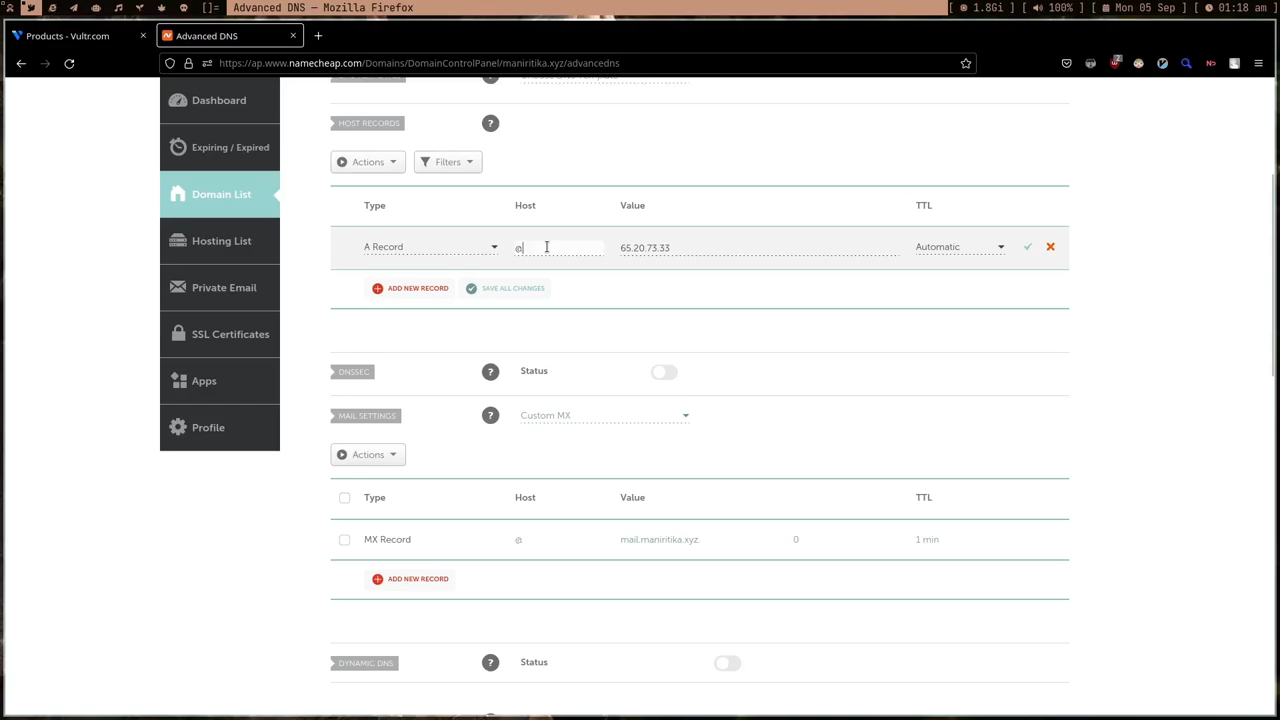 []= Advanced DNS — Mozilla Firefox 1.8Gi 100% Mon 05 Sep 01:18 am
Products - Vultr.com Advanced DNS
https://ap.www.namecheap.com/Domains/DomainControlPanel/maniritika.xyz/advancedns
Dashboard
Expiring / Expired
Domain List
Hosting List
Private Email
SSL Certificates
Apps
Profile
HOST RECORDS ?
Actions Filters
Type Host Value TTL
A Record @ 65.20.73.33 Automatic
ADD NEW RECORD SAVE ALL CHANGES
DNSSEC ? Status
MAIL SETTINGS ? Custom MX
Actions
Type Host Value TTL
MX Record @ mail.maniritika.xyz. 0 1 min
ADD NEW RECORD
DYNAMIC DNS ? Status